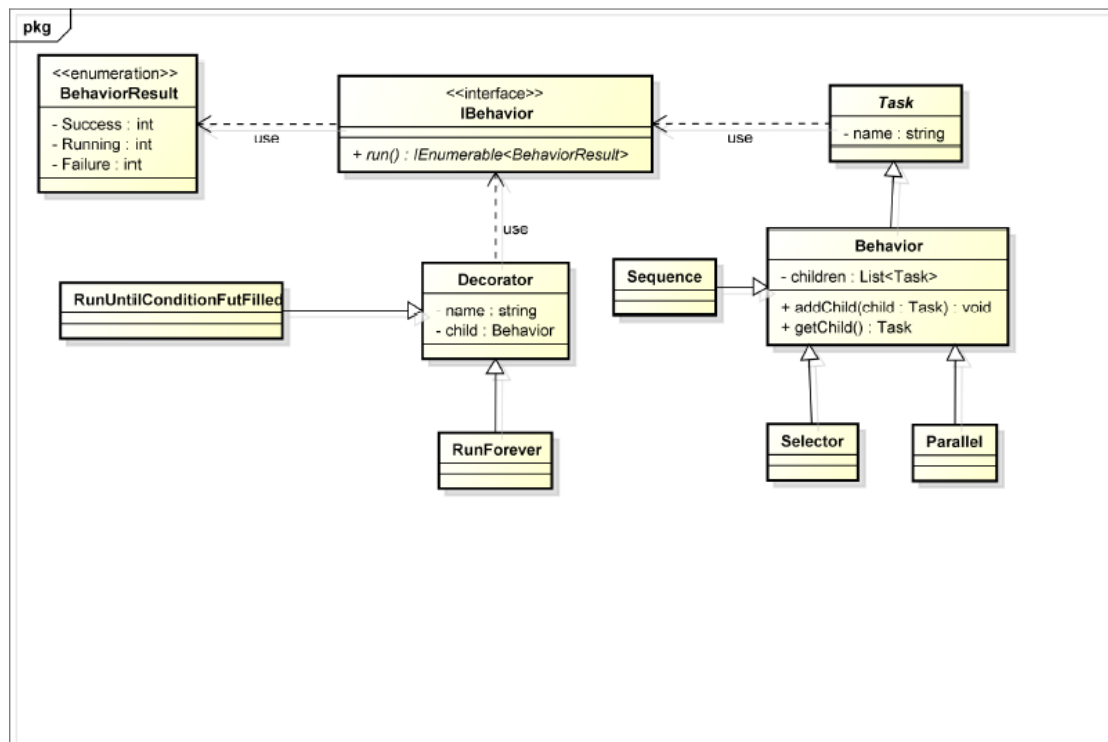 pkg
<<enumeration>>
BehaviorResult
- Success : int
- Running : int
- Failure : int
use
<<interface>>
IBehavior
+ run() : IEnumerable<BehaviorResult>
use
Task
- name : string
use
Behavior
- children : List<Task>
+ addChild(child : Task) : void
+ getChild() : Task
Sequence
RunUntilConditionFutFilled
Decorator
- name : string
- child : Behavior
RunForever
Selector
Parallel